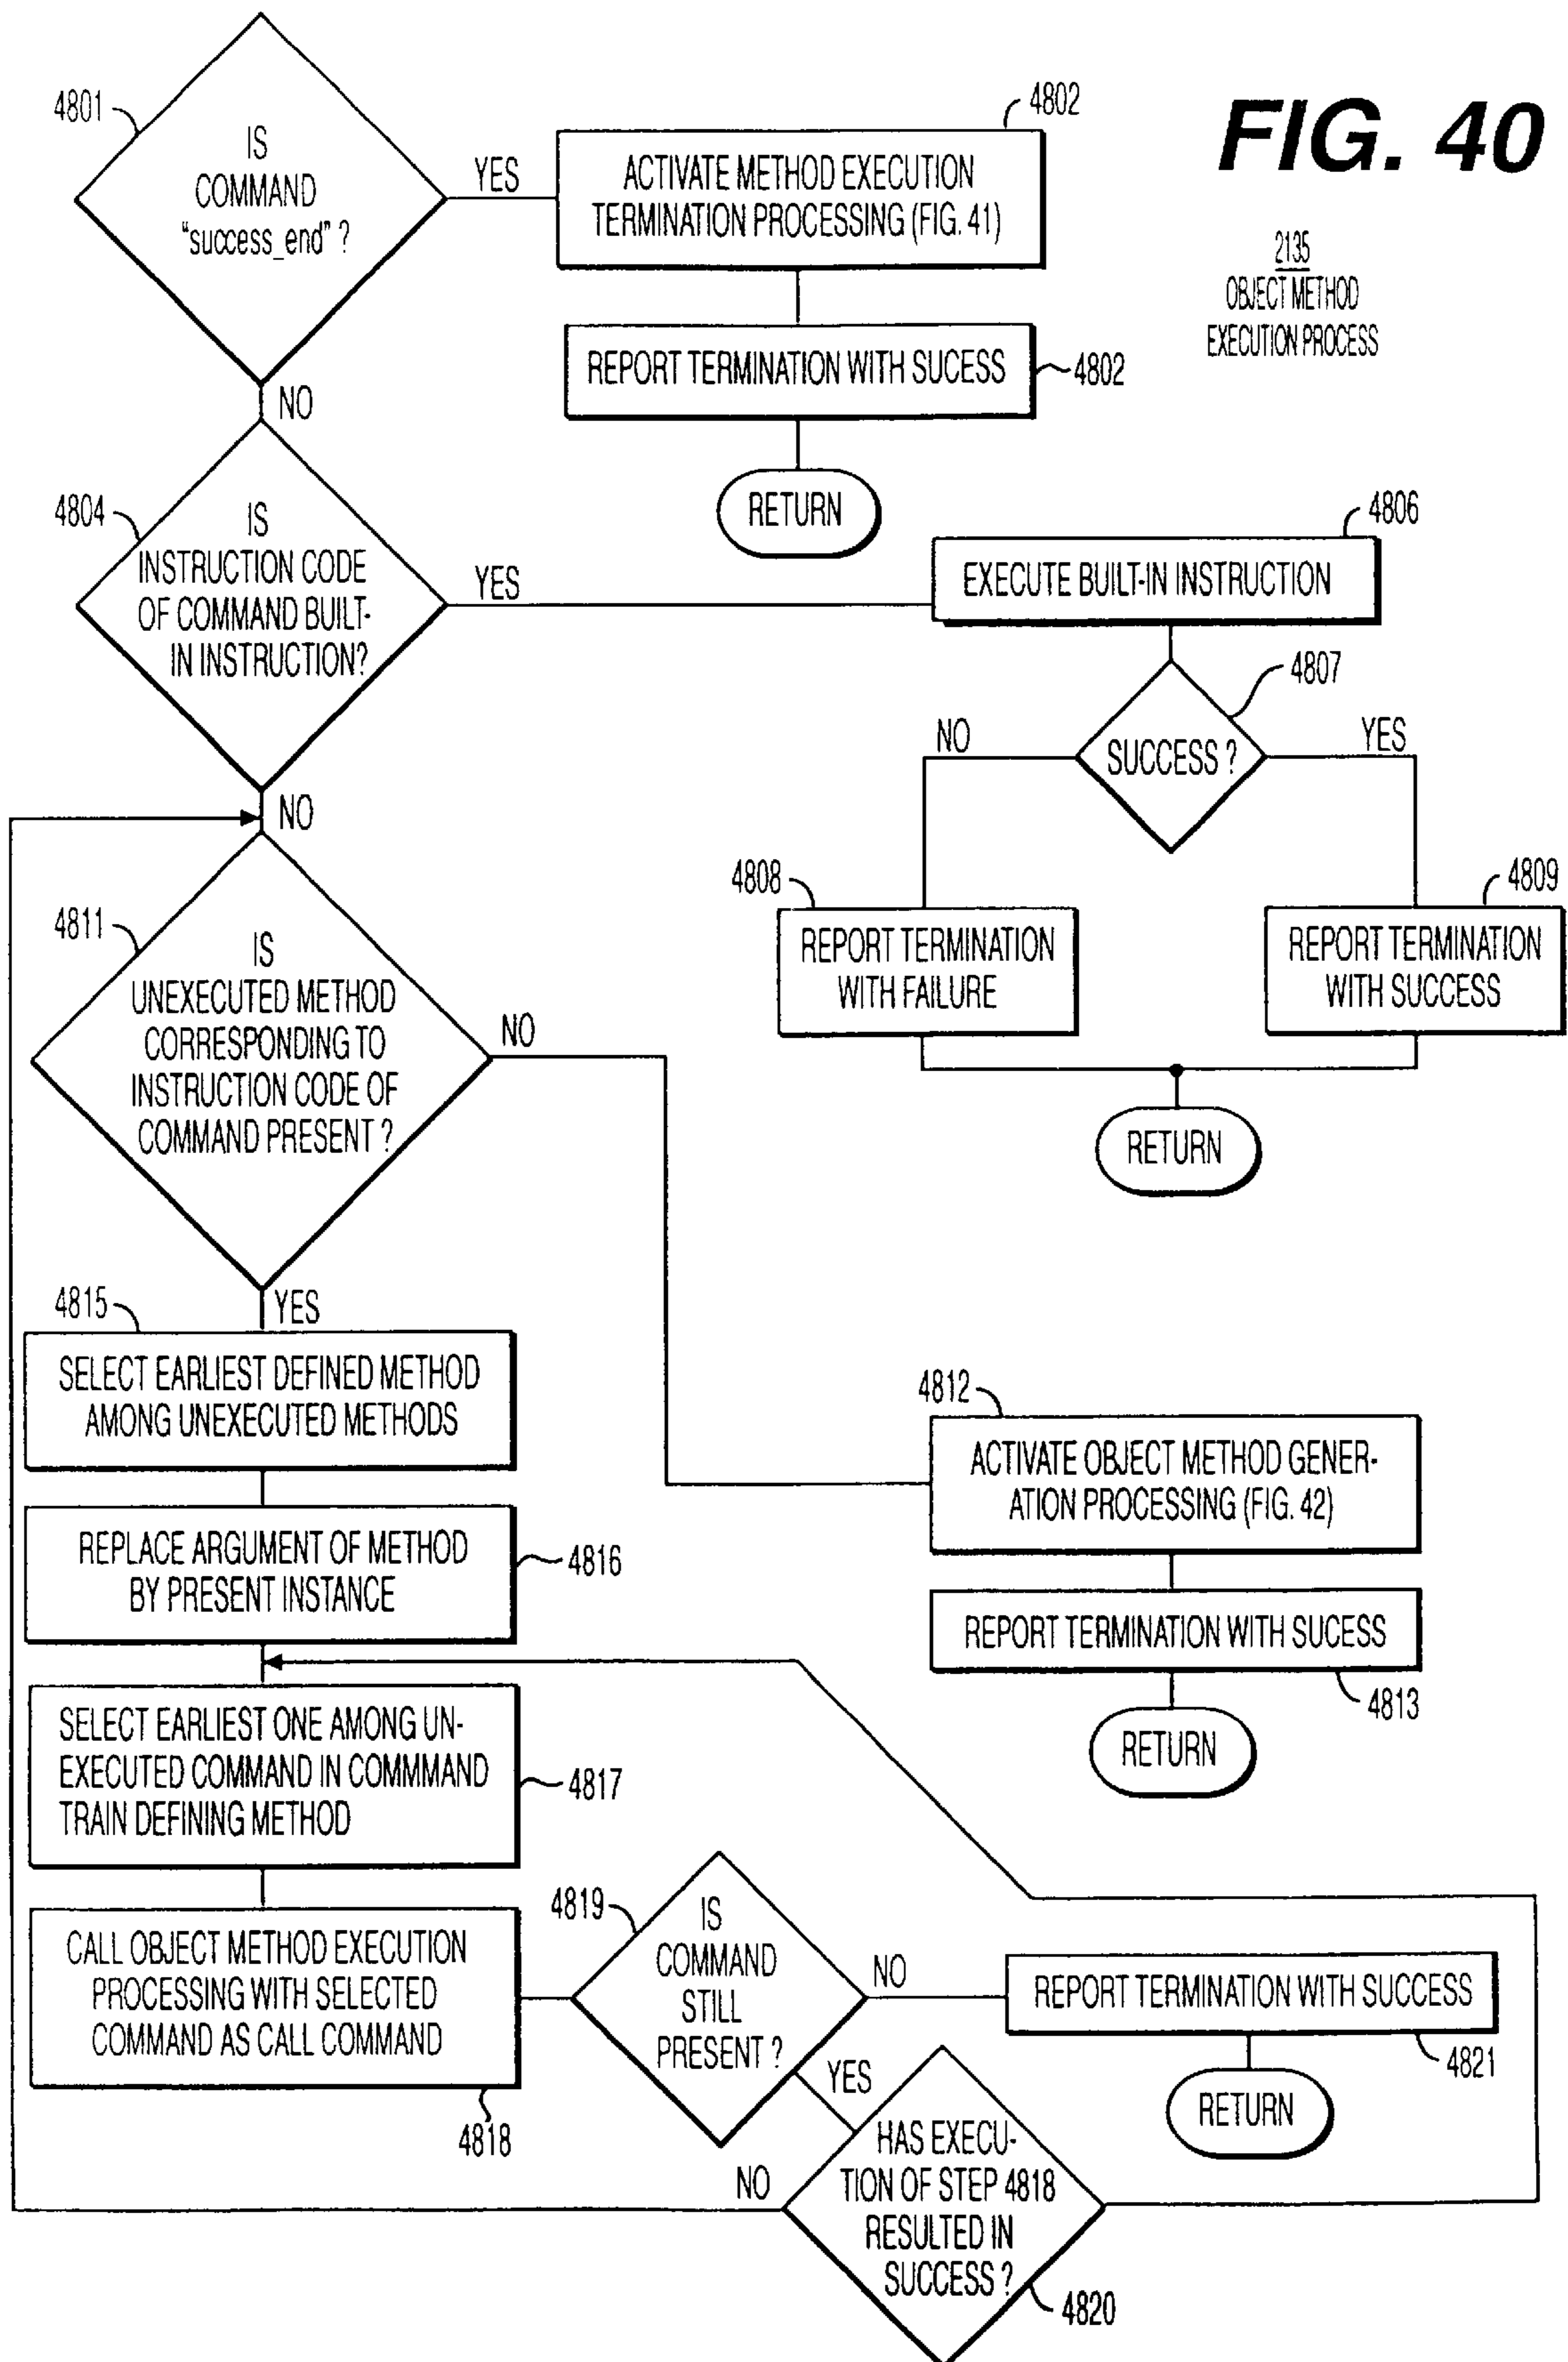 FIG. 40
2135
OBJECT METHOD
EXECUTION PROCESS
4801
IS
COMMAND
"success_end" ?
YES
4802
ACTIVATE METHOD EXECUTION
TERMINATION PROCESSING (FIG. 41)
REPORT TERMINATION WITH SUCESS
4802
RETURN
NO
4804
IS
INSTRUCTION CODE
OF COMMAND BUILT-
IN INSTRUCTION?
YES
4806
EXECUTE BUILT-IN INSTRUCTION
4807
SUCCESS ?
NO
YES
4808
REPORT TERMINATION
WITH FAILURE
4809
REPORT TERMINATION
WITH SUCCESS
RETURN
NO
4811
IS
UNEXECUTED METHOD
CORRESPONDING TO
INSTRUCTION CODE OF
COMMAND PRESENT ?
NO
4812
ACTIVATE OBJECT METHOD GENER-
ATION PROCESSING (FIG. 42)
REPORT TERMINATION WITH SUCESS
4813
RETURN
YES
4815
SELECT EARLIEST DEFINED METHOD
AMONG UNEXECUTED METHODS
REPLACE ARGUMENT OF METHOD
BY PRESENT INSTANCE
4816
SELECT EARLIEST ONE AMONG UN-
EXECUTED COMMAND IN COMMMAND
TRAIN DEFINING METHOD
4817
CALL OBJECT METHOD EXECUTION
PROCESSING WITH SELECTED
COMMAND AS CALL COMMAND
4818
4819
IS
COMMAND
STILL
PRESENT ?
NO
REPORT TERMINATION WITH SUCCESS
4821
RETURN
YES
HAS EXECU-
TION OF STEP 4818
RESULTED IN
SUCCESS ?
NO
4820